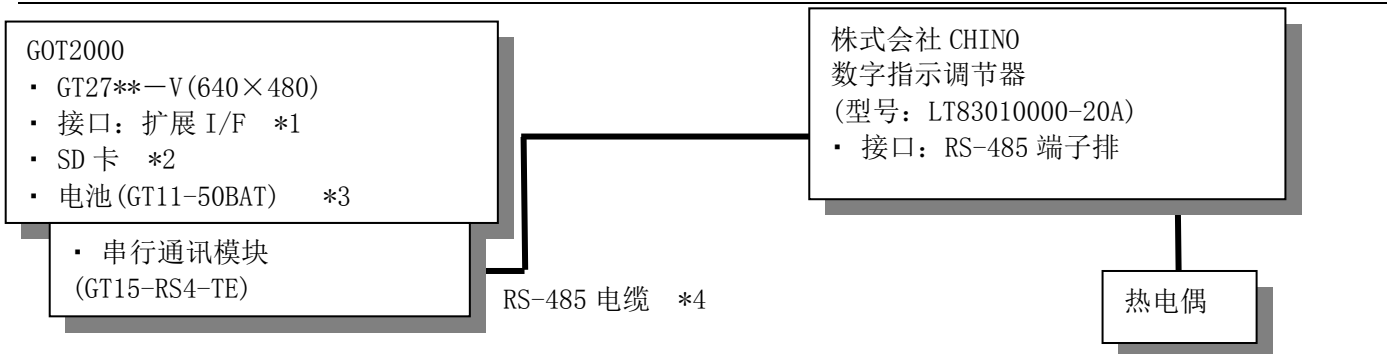 GOT2000
・ GT27**－V(640×480)
・ 接口：扩展 I/F *1
・ SD 卡 *2
・ 电池(GT11-50BAT) *3
・ 串行通讯模块
(GT15-RS4-TE)
RS-485 电缆 *4
株式会社 CHINO
数字指示调节器
(型号：LT83010000-20A)
・ 接口：RS-485 端子排
热电偶